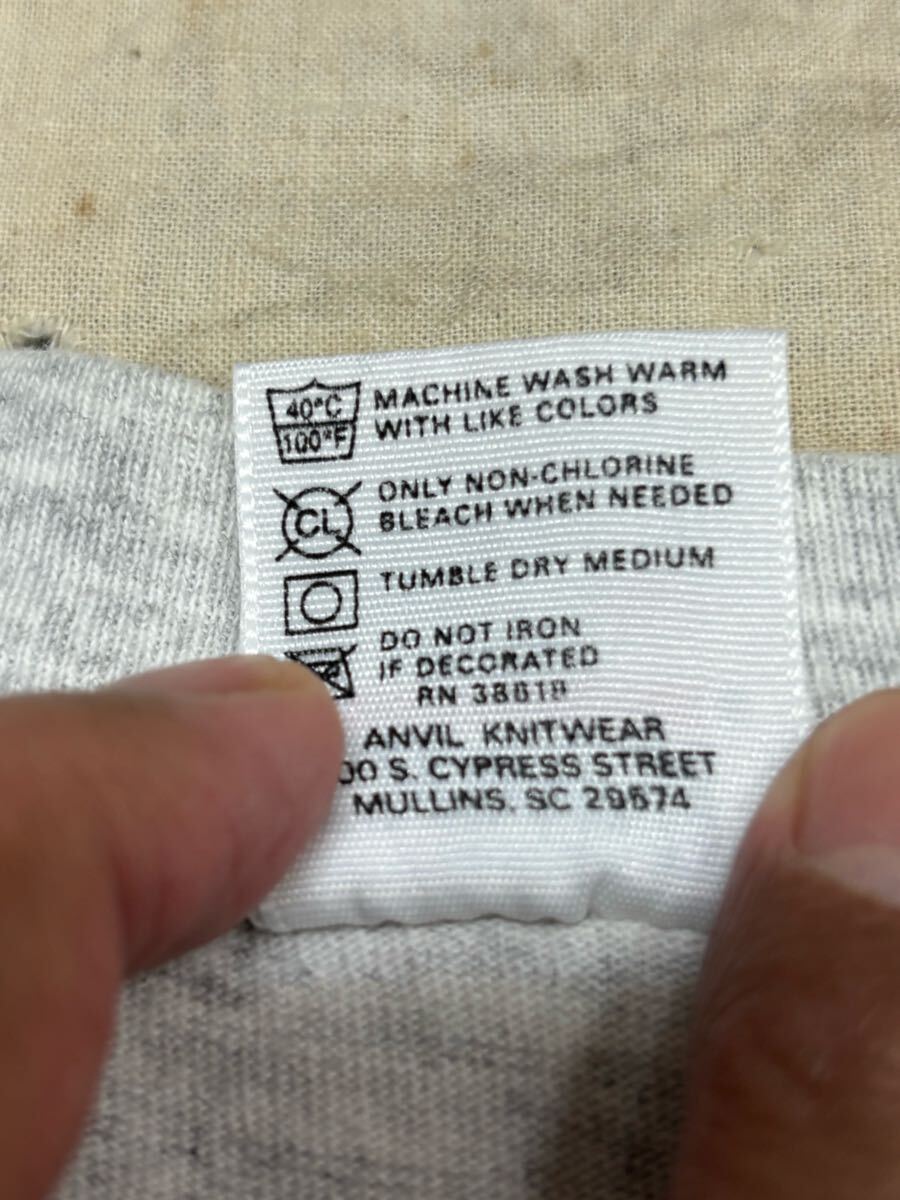 40°C
100°F
MACHINE WASH WARM
WITH LIKE COLORS
CL
ONLY NON-CHLORINE
BLEACH WHEN NEEDED
TUMBLE DRY MEDIUM
DO NOT IRON
IF DECORATED
RN
ANVIL KNITWEAR
00 S. CYPRESS STREET
MULLINS, SC 29574